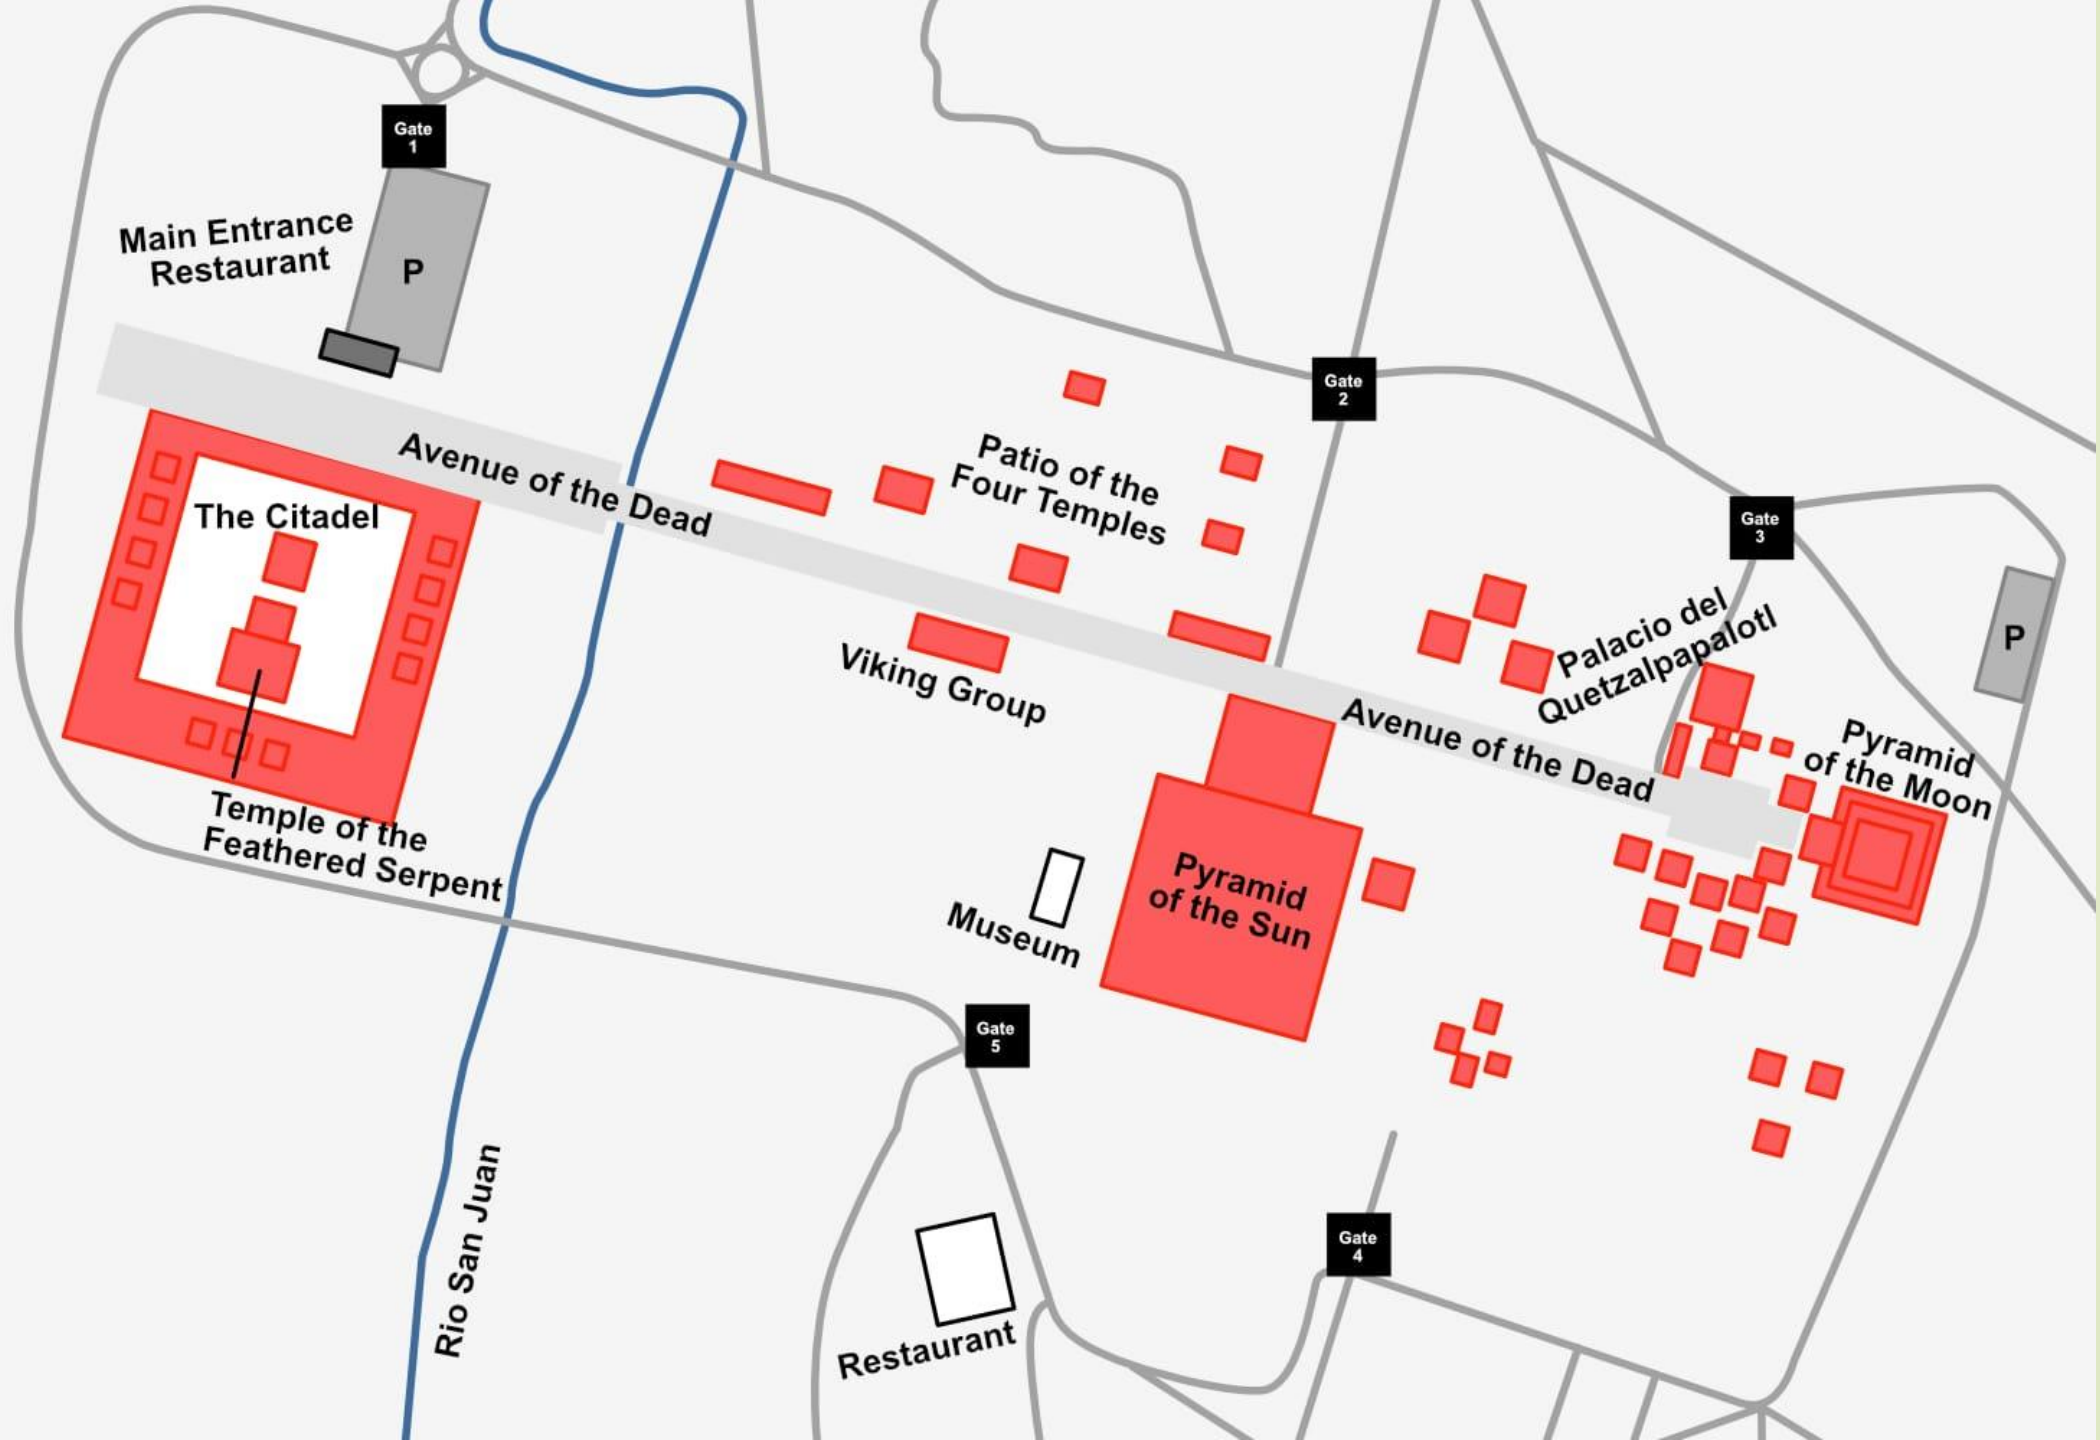 Gate
1
Main Entrance
Restaurant
P
Avenue of the Dead
The Citadel
Temple of the
Feathered Serpent
Patio of the
Four Temples
Viking Group
Gate
2
Gate
3
Palacio del
Quetzalpapalotl
P
Avenue of the Dead
Pyramid
of the Moon
Pyramid
of the Sun
Museum
Gate
5
Gate
4
Restaurant
Rio San Juan